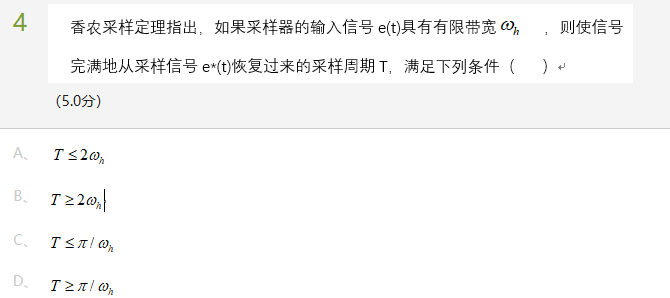 4
香农采样定理指出，如果采样器的输入信号 e(t)具有有限带宽 ωh ，则使信号
完满地从采样信号 e*(t)恢复过来的采样周期 T，满足下列条件（ ）↵
(5.0分)
A、 T ≤ 2ωh
B、 T ≥ 2ωh
C、 T ≤ π / ωh
D、 T ≥ π / ωh